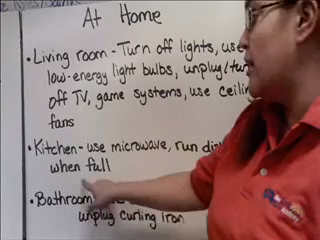 At Home
• Living room - Turn off lights, use
low-energy light bulbs, unplug/turn
off TV, game systems, use ceiling
fans
• Kitchen - use microwave, run
when full
• Bathroom
unplug curling iron